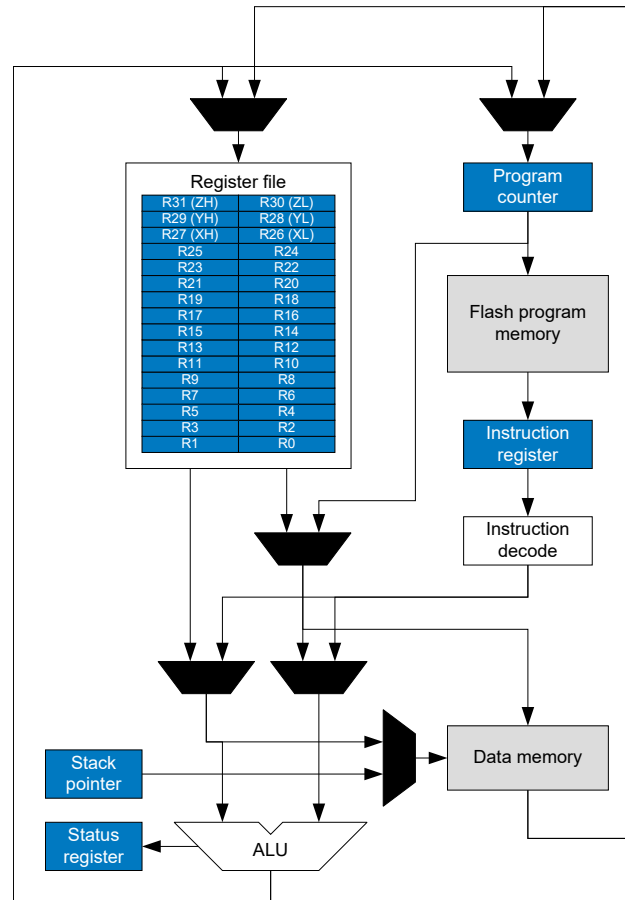 Register file
R31 (ZH) R30 (ZL)
R29 (YH) R28 (YL)
R27 (XH) R26 (XL)
R25 R24
R23 R22
R21 R20
R19 R18
R17 R16
R15 R14
R13 R12
R11 R10
R9 R8
R7 R6
R5 R4
R3 R2
R1 R0
Program
counter
Flash program
memory
Instruction
register
Instruction
decode
Stack
pointer
Data memory
Status
register
ALU